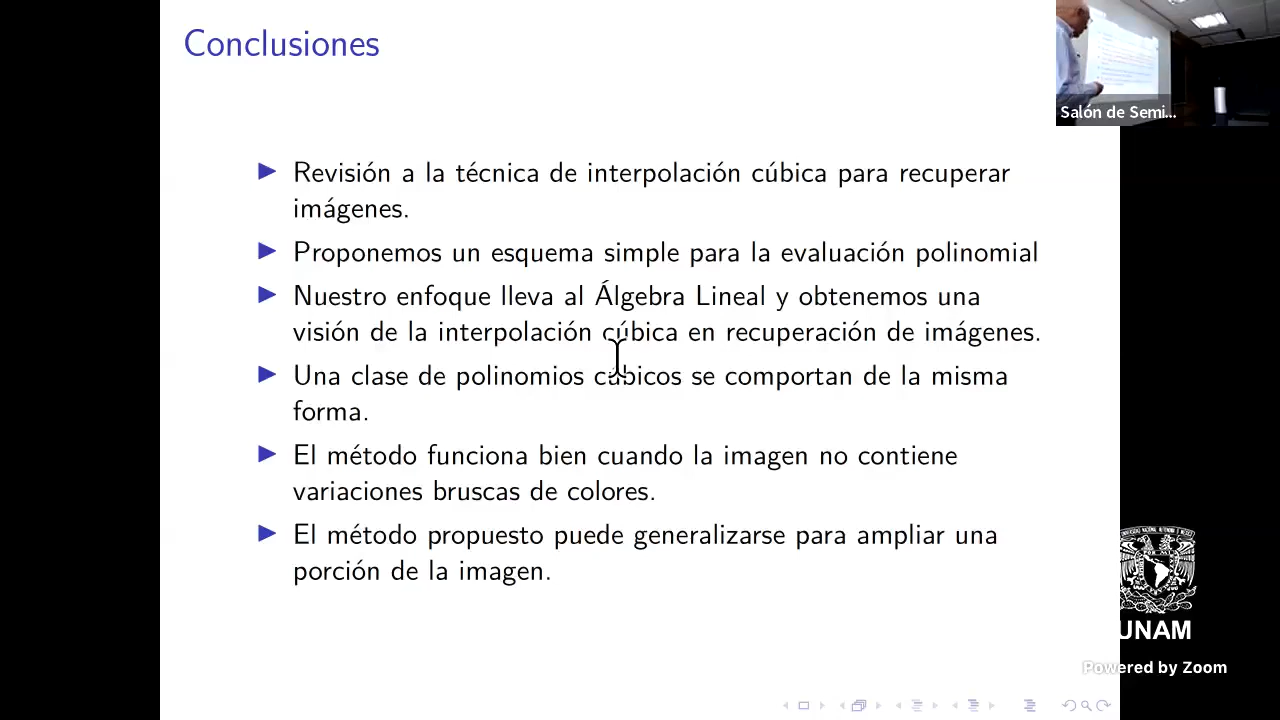 Conclusiones
Salón de Semi...
Revisión a la técnica de interpolación cúbica para recuperar
imágenes.
Proponemos un esquema simple para la evaluación polinomial
Nuestro enfoque lleva al Álgebra Lineal y obtenemos una
visión de la interpolación cúbica en recuperación de imágenes.
Una clase de polinomios cúbicos se comportan de la misma
forma.
El método funciona bien cuando la imagen no contiene
variaciones bruscas de colores.
El método propuesto puede generalizarse para ampliar una
porción de la imagen.
UNAM
Powered by Zoom